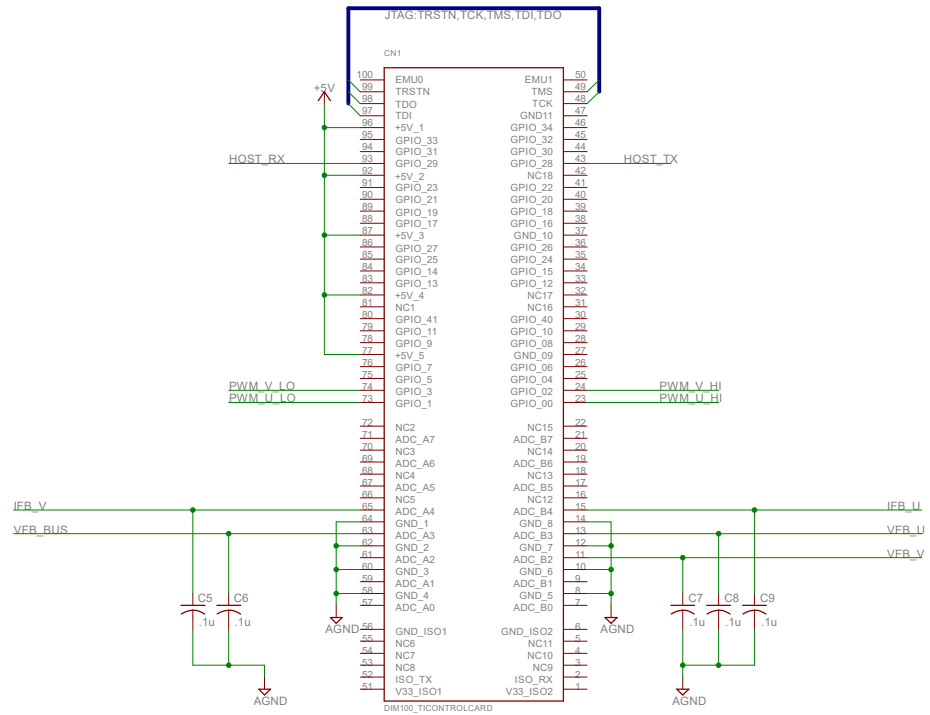 JTAG:TRSTN,TCK,TMS,TDI,TDO
CN1
100 EMU0 EMU1 50
+5V 99 TRSTN TMS 49
98 TDO TCK 48
97 TDI GND11 47
96 +5V_1 GPIO_34 46
95 GPIO_33 GPIO_32 45
94 GPIO_31 GPIO_30 44
HOST_RX 93 GPIO_29 GPIO_28 43 HOST_TX
92 +5V_2 NC18 42
91 GPIO_23 GPIO_22 41
90 GPIO_21 GPIO_20 40
89 GPIO_19 GPIO_18 39
88 GPIO_17 GPIO_16 38
87 +5V_3 GND_10 37
86 GPIO_27 GPIO_26 36
85 GPIO_25 GPIO_24 35
84 GPIO_14 GPIO_15 34
83 GPIO_13 GPIO_12 33
82 +5V_4 NC17 32
81 NC1 NC16 31
80 GPIO_41 GPIO_40 30
79 GPIO_11 GPIO_10 29
78 GPIO_9 GPIO_08 28
77 +5V_5 GND_09 27
76 GPIO_7 GPIO_06 26
75 GPIO_5 GPIO_04 25
PWM_V_LO 74 GPIO_3 GPIO_02 24 PWM_V_HI
PWM_U_LO 73 GPIO_1 GPIO_00 23 PWM_U_HI
72 NC2 NC15 22
71 ADC_A7 ADC_B7 21
70 NC3 NC14 20
69 ADC_A6 ADC_B6 19
68 NC4 NC13 18
67 ADC_A5 ADC_B5 17
66 NC5 NC12 16
IFB_V 65 ADC_A4 ADC_B4 15 IFB_U
64 GND_1 GND_8 14
VFB_BUS 63 ADC_A3 ADC_B3 13 VFB_U
62 GND_2 GND_7 12
61 ADC_A2 ADC_B2 11 VFB_V
60 GND_3 GND_6 10
59 ADC_A1 ADC_B1 9
58 GND_4 GND_5 8
C5 C6 57 ADC_A0 ADC_B0 7 C7 C8 C9
.1u .1u .1u .1u .1u
AGND 56 GND_ISO1 GND_ISO2 6 AGND
55 NC6 NC11 5
54 NC7 NC10 4
53 NC8 NC9 3
52 ISO_TX ISO_RX 2
51 V33_ISO1 V33_ISO2 1
AGND AGND
DIM100_TICONTROLCARD